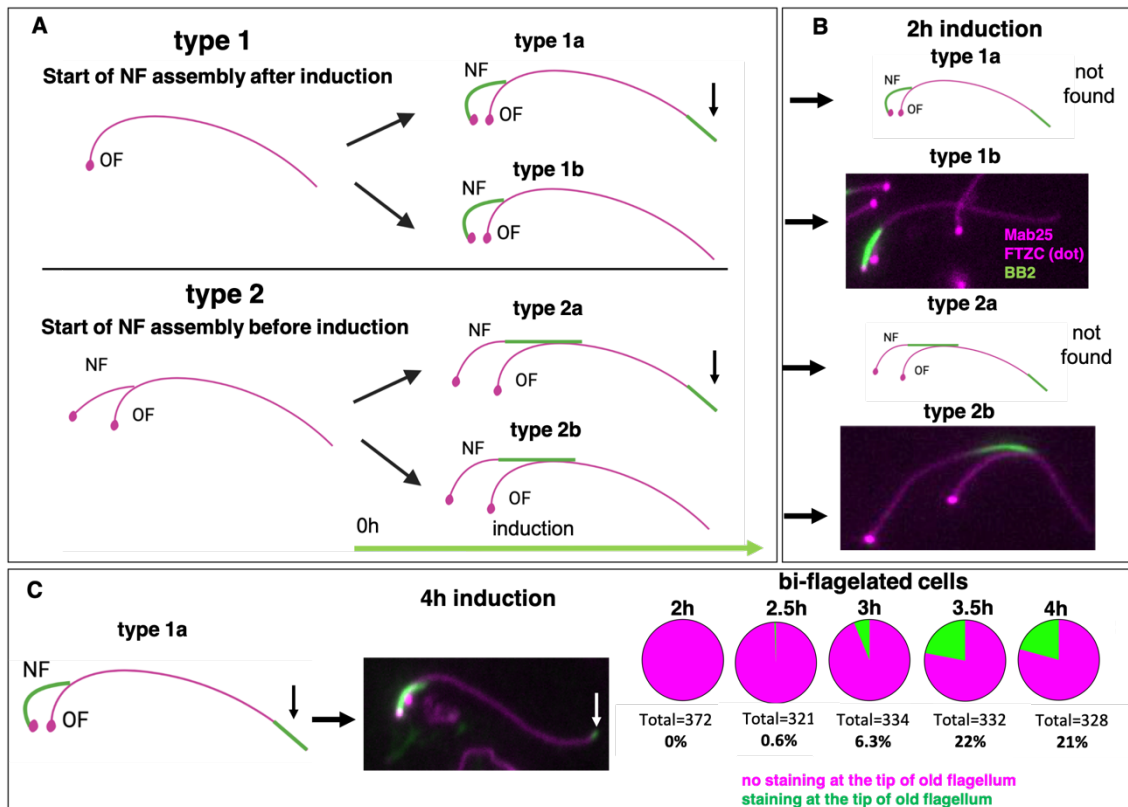 A
type 1
Start of NF assembly after induction
OF
type 1a
NF
OF
type 1b
NF
OF
type 2
Start of NF assembly before induction
NF
OF
type 2a
NF
OF
type 2b
NF
OF
0h
induction
B
2h induction
type 1a
NF
OF
not
found
type 1b
Mab25
FTZC (dot)
BB2
type 2a
NF
OF
not
found
type 2b
C
type 1a
NF
OF
4h induction
bi-flagelated cells
2h 2.5h 3h 3.5h 4h
Total=372 Total=321 Total=334 Total=332 Total=328
0% 0.6% 6.3% 22% 21%
no staining at the tip of old flagellum
staining at the tip of old flagellum